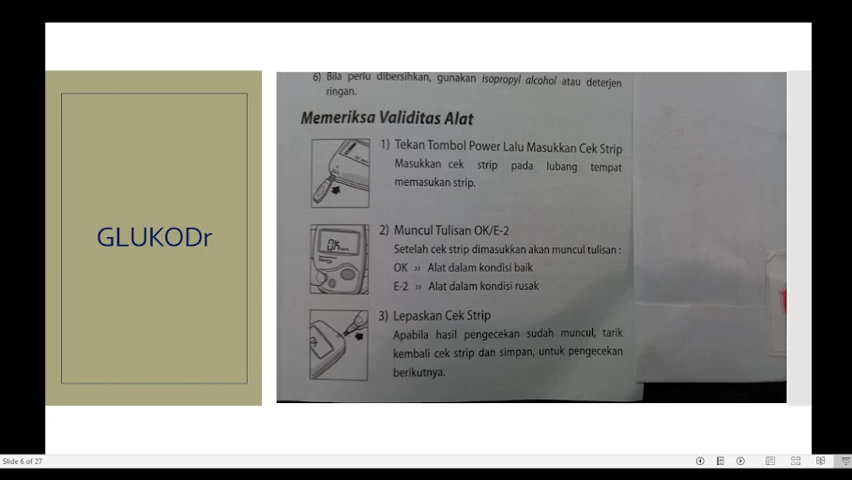 GLUKODr
6) Bila perlu dibersihkan, gunakan isopropyl alcohol atau deterjen
ringan.
Memeriksa Validitas Alat
1) Tekan Tombol Power Lalu Masukkan Cek Strip
Masukkan cek strip pada lubang tempat
memasukan strip.
OK
2) Muncul Tulisan OK/E-2
Setelah cek strip dimasukkan akan muncul tulisan :
OK » Alat dalam kondisi baik
E-2 » Alat dalam kondisi rusak
3) Lepaskan Cek Strip
Apabila hasil pengecekan sudah muncul, tarik
kembali cek strip dan simpan, untuk pengecekan
berikutnya.
Slide 6 of 27